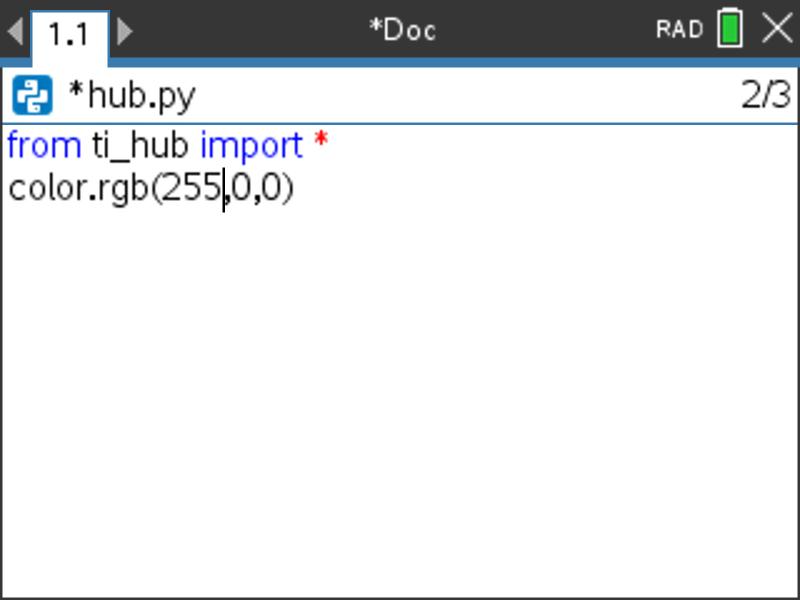 1.1
*Doc
RAD
*hub.py
2/3
from ti_hub import *
color.rgb(255,0,0)